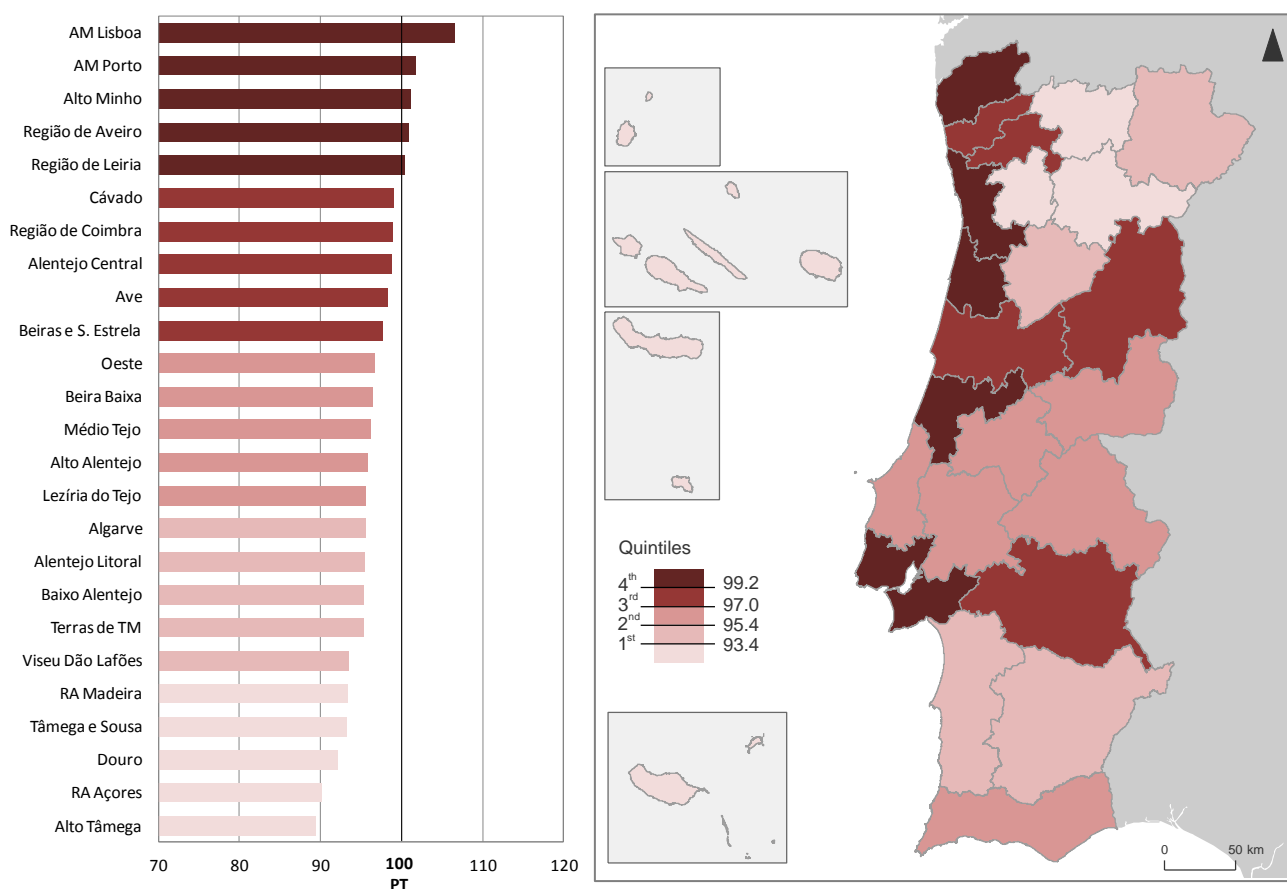 AM Lisboa
AM Porto
Alto Minho
Região de Aveiro
Região de Leiria
Cávado
Região de Coimbra
Alentejo Central
Ave
Beiras e S. Estrela
Oeste
Beira Baixa
Médio Tejo
Alto Alentejo
Lezíria do Tejo
Algarve
Alentejo Litoral
Baixo Alentejo
Terras de TM
Viseu Dão Lafões
RA Madeira
Tâmega e Sousa
Douro
RA Açores
Alto Tâmega
70 80 90 100 110 120
PT
Quintiles
4th 99.2
3rd 97.0
2nd 95.4
1st 93.4
0 50 km